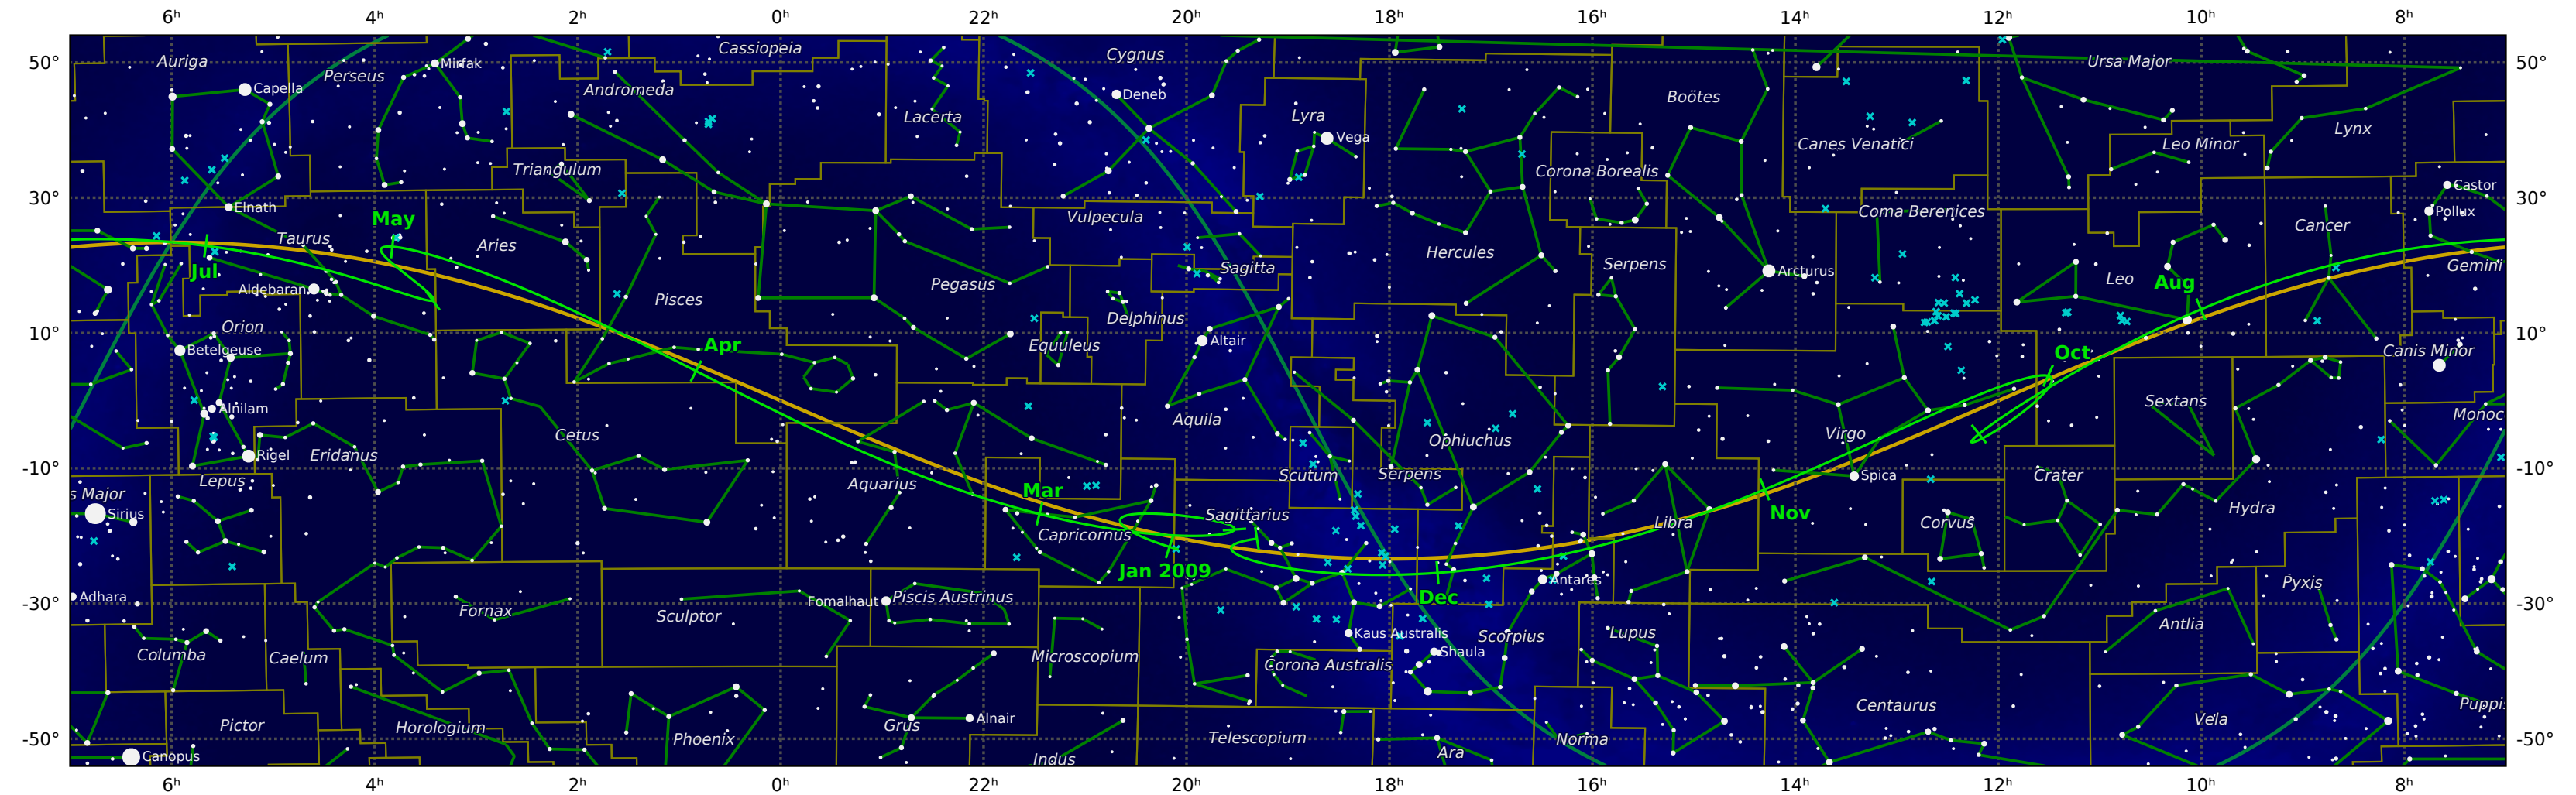 6ʰ 4ʰ 2ʰ 0ʰ 22ʰ 20ʰ 18ʰ 16ʰ 14ʰ 12ʰ 10ʰ 8ʰ
Cassiopeia
Cygnus
50° Auriga Perseus Mirfak Ursa Major 50°
Capella Andromeda Deneb Boötes
Lacerta Lyra Vega Lynx
Canes Venatici Leo Minor
Triangulum Corona Borealis
Castor
30° 30°
Elnath Vulpecula Coma Berenices Pollux
May Cancer
Taurus Aries Hercules
Jul Sagitta Serpens Arcturus Leo Gemini
Aldebaran Pisces Pegasus Aug
Delphinus
10° Orion 10°
Betelgeuse Apr Equuleus Altair Oct Canis Minor
Alnilam Aquila Sextans Monoc
Cetus Ophiuchus Virgo
Rigel Eridanus
-10° -10°
Lepus Aquarius Scutum Serpens Spica Crater
s Major Mar
Sirius Sagittarius Libra Nov Corvus Hydra
Capricornus
Jan 2009 Antares Pyxis
Adhara Dec
-30° Fornax Sculptor Fomalhaut Piscis Austrinus -30°
Kaus Australis Scorpius Lupus Antlia
Columba Caelum Microscopium Corona Australis Shaula
Centaurus Puppi
Pictor Horologium Grus Alnair Vela
-50° Phoenix Telescopium Norma -50°
Canopus Indus Ara
6ʰ 4ʰ 2ʰ 0ʰ 22ʰ 20ʰ 18ʰ 16ʰ 14ʰ 12ʰ 10ʰ 8ʰ